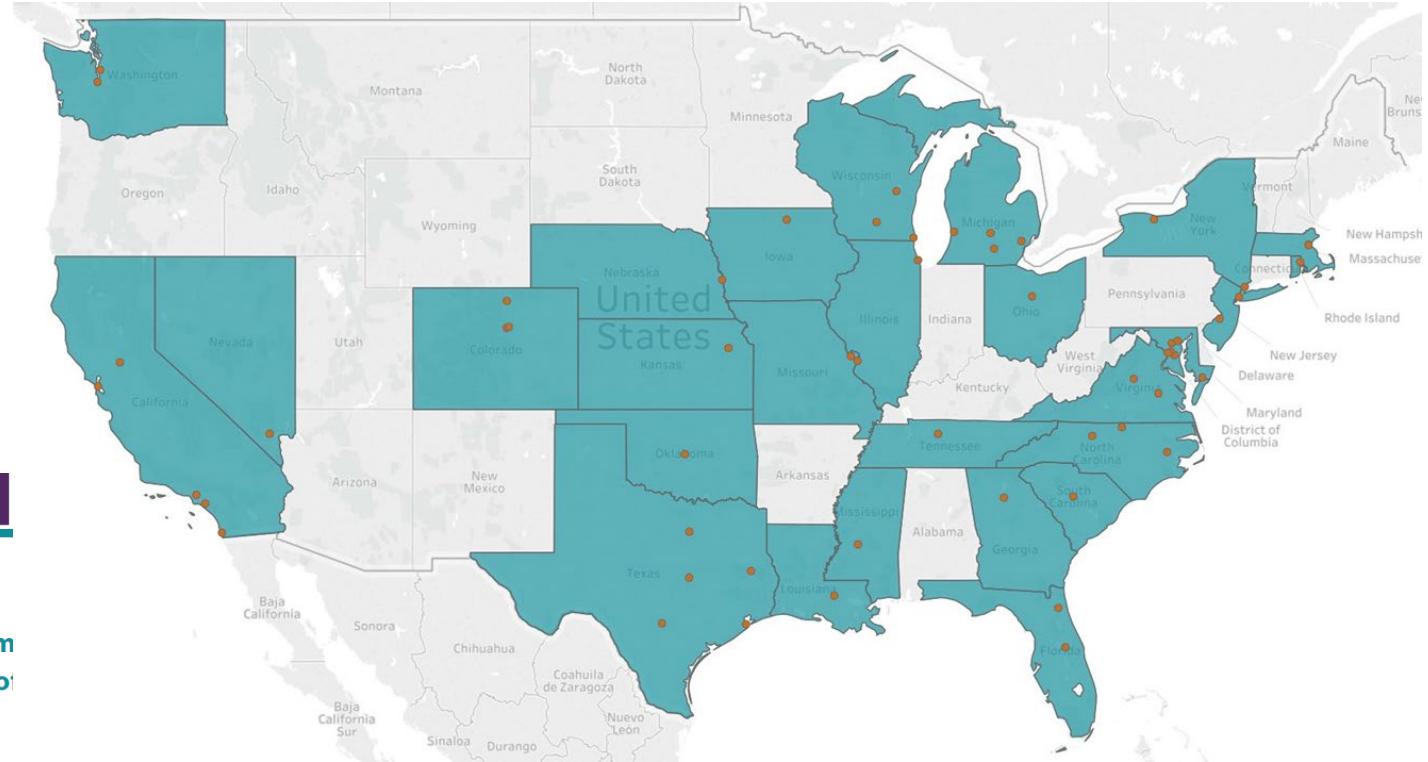 Washington
Montana
North
Dakota
Minnesota
New
Bruns
Maine
Oregon
Idaho
South
Dakota
Wisconsin
Vermont
Wyoming
Michigan
New
York
New Hampsh
Massachuse
Nebraska
Iowa
Connectic
Pennsylvania
United
States
Rhode Island
Nevada
Utah
Colorado
Kansas
Missouri
Illinois
Indiana
Ohio
New Jersey
West
Virginia
Delaware
California
Kentucky
Virginia
Maryland
District of
Columbia
Arizona
New
Mexico
Oklahoma
Arkansas
Tennessee
North
Carolina
South
Carolina
Mississippi
Alabama
Georgia
Texas
Louisiana
Baja
California
Sonora
Chihuahua
Florida
Coahuila
de Zaragoza
Baja
California
Sur
Nuevo
León
Sinaloa
Durango
m